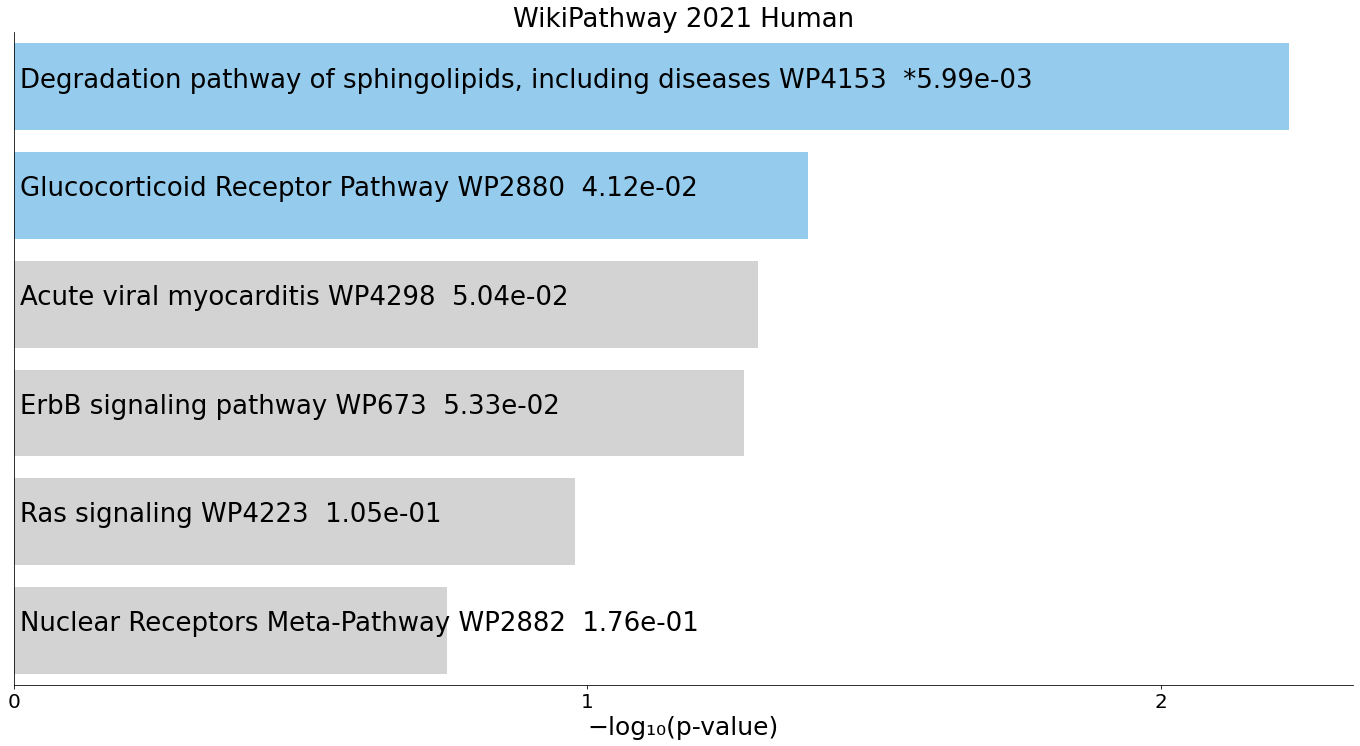 WikiPathway 2021 Human
Degradation pathway of sphingolipids, including diseases WP4153  *5.99e-03
Glucocorticoid Receptor Pathway WP2880  4.12e-02
Acute viral myocarditis WP4298  5.04e-02
ErbB signaling pathway WP673  5.33e-02
Ras signaling WP4223  1.05e-01
Nuclear Receptors Meta-Pathway WP2882  1.76e-01
0 1 2
−log₁₀(p-value)